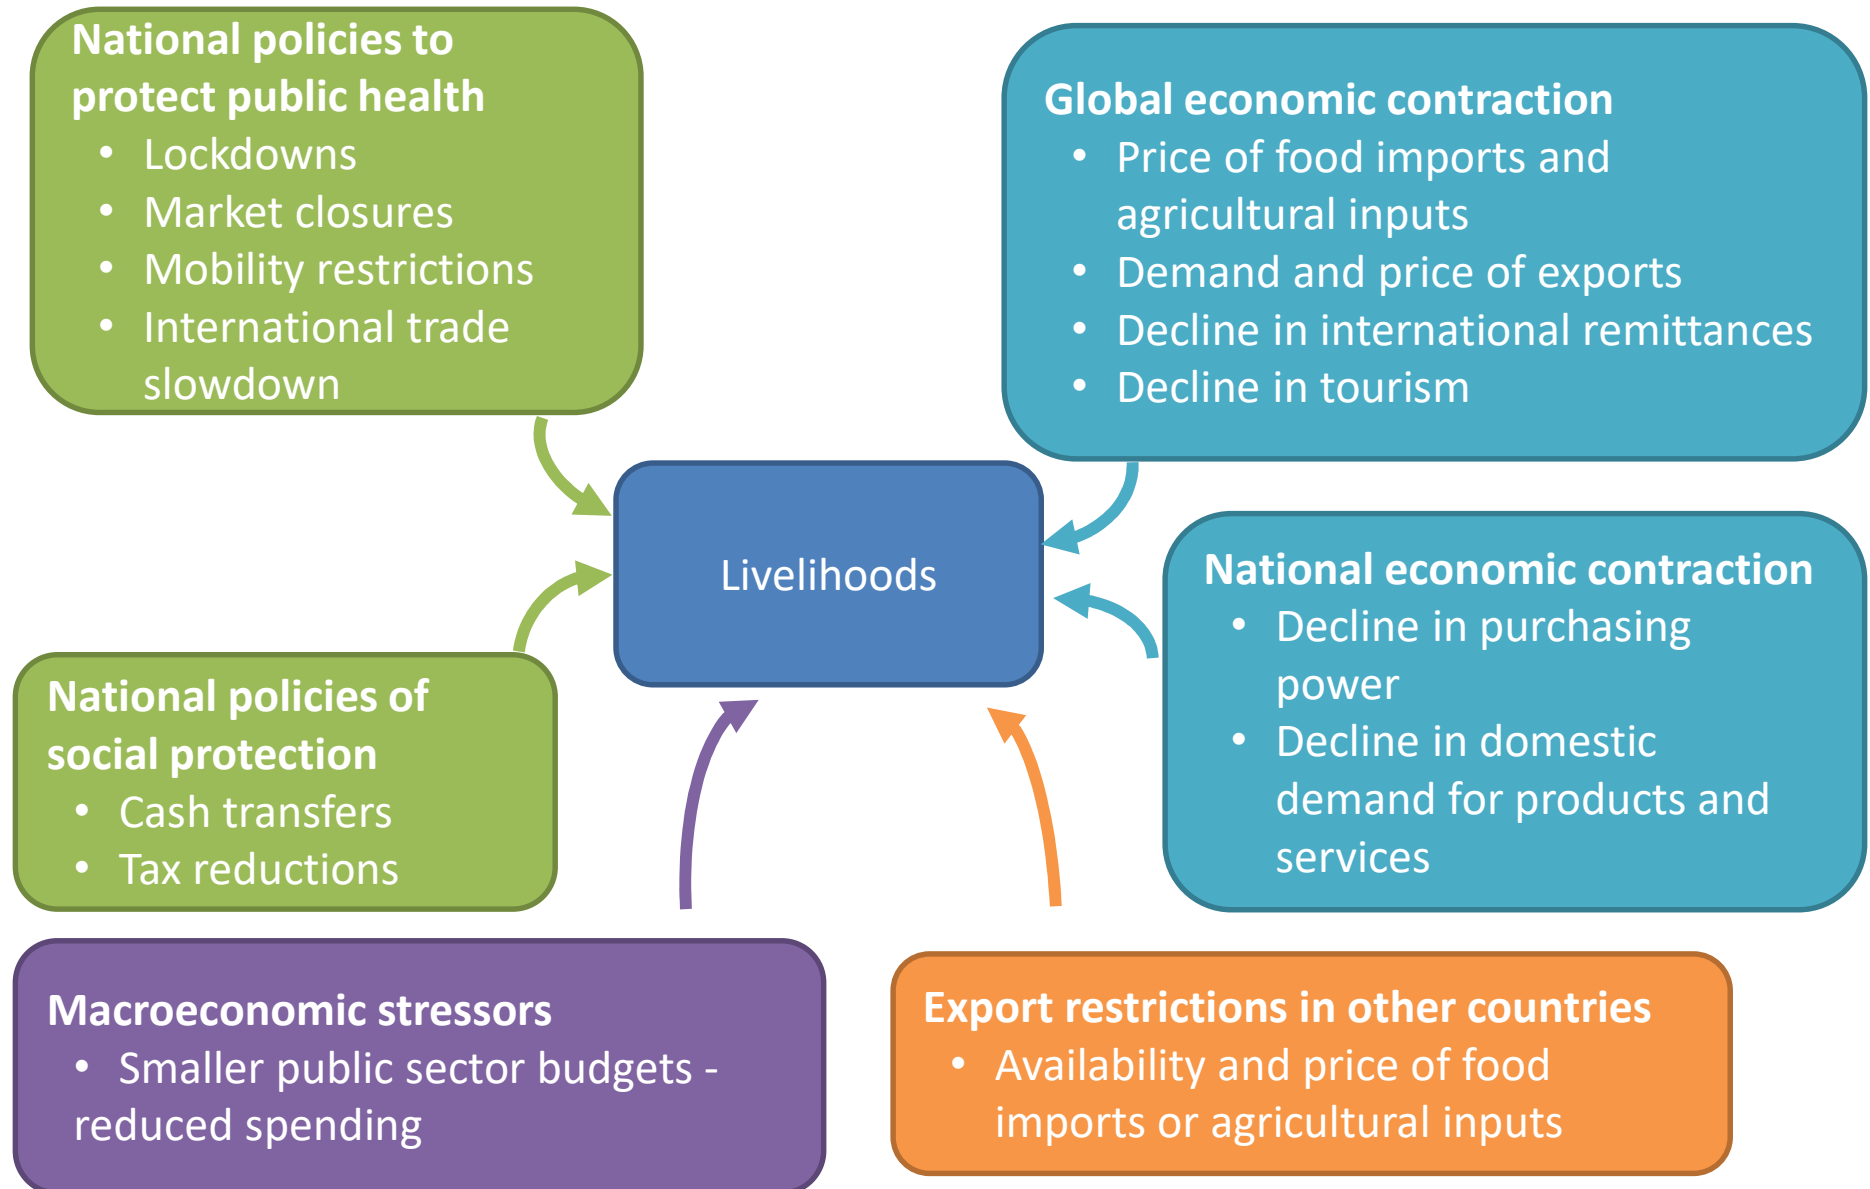 National policies to
protect public health
• Lockdowns
• Market closures
• Mobility restrictions
• International trade
slowdown
Global economic contraction
• Price of food imports and
agricultural inputs
• Demand and price of exports
• Decline in international remittances
• Decline in tourism
Livelihoods
National economic contraction
• Decline in purchasing
power
• Decline in domestic
demand for products and
services
National policies of
social protection
• Cash transfers
• Tax reductions
Macroeconomic stressors
• Smaller public sector budgets -
reduced spending
Export restrictions in other countries
• Availability and price of food
imports or agricultural inputs